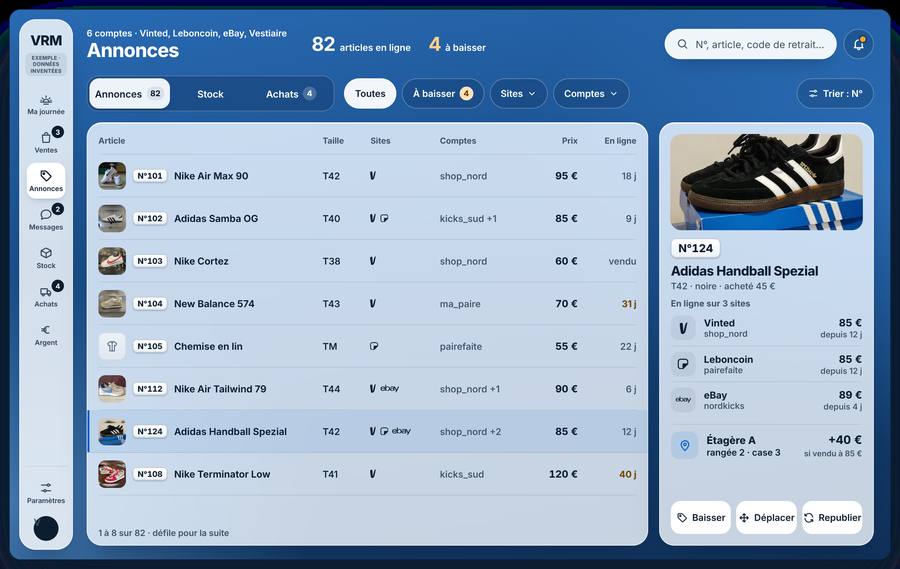 VRM
EXEMPLE ·
DONNÉES
INVENTÉES
Ma journée
3
Ventes
Annonces
2
Messages
Stock
4
Achats
Argent
Paramètres
6 comptes · Vinted, Leboncoin, eBay, Vestiaire
Annonces
82 articles en ligne
4 à baisser
N°, article, code de retrait...
Annonces 82
Stock
Achats 4
Toutes
À baisser 4
Sites
Comptes
Trier : N°
Article Taille Sites Comptes Prix En ligne
N°101 Nike Air Max 90 T42 V shop_nord 95 € 18 j
N°102 Adidas Samba OG T40 V kicks_sud +1 85 € 9 j
N°103 Nike Cortez T38 V shop_nord 60 € vendu
N°104 New Balance 574 T43 V ma_paire 70 € 31 j
N°105 Chemise en lin TM pairefaite 55 € 22 j
N°112 Nike Air Tailwind 79 T44 V ebay shop_nord +1 90 € 6 j
N°124 Adidas Handball Spezial T42 V ebay shop_nord +2 85 € 12 j
N°108 Nike Terminator Low T41 V kicks_sud 120 € 40 j
1 à 8 sur 82 · défile pour la suite
N°124
Adidas Handball Spezial
T42 · noire · acheté 45 €
En ligne sur 3 sites
V Vinted 85 €
shop_nord depuis 12 j
Leboncoin 85 €
pairefaite depuis 12 j
ebay eBay 89 €
nordkicks depuis 4 j
Étagère A +40 €
rangée 2 · case 3 si vendu à 85 €
Baisser
Déplacer
Republier